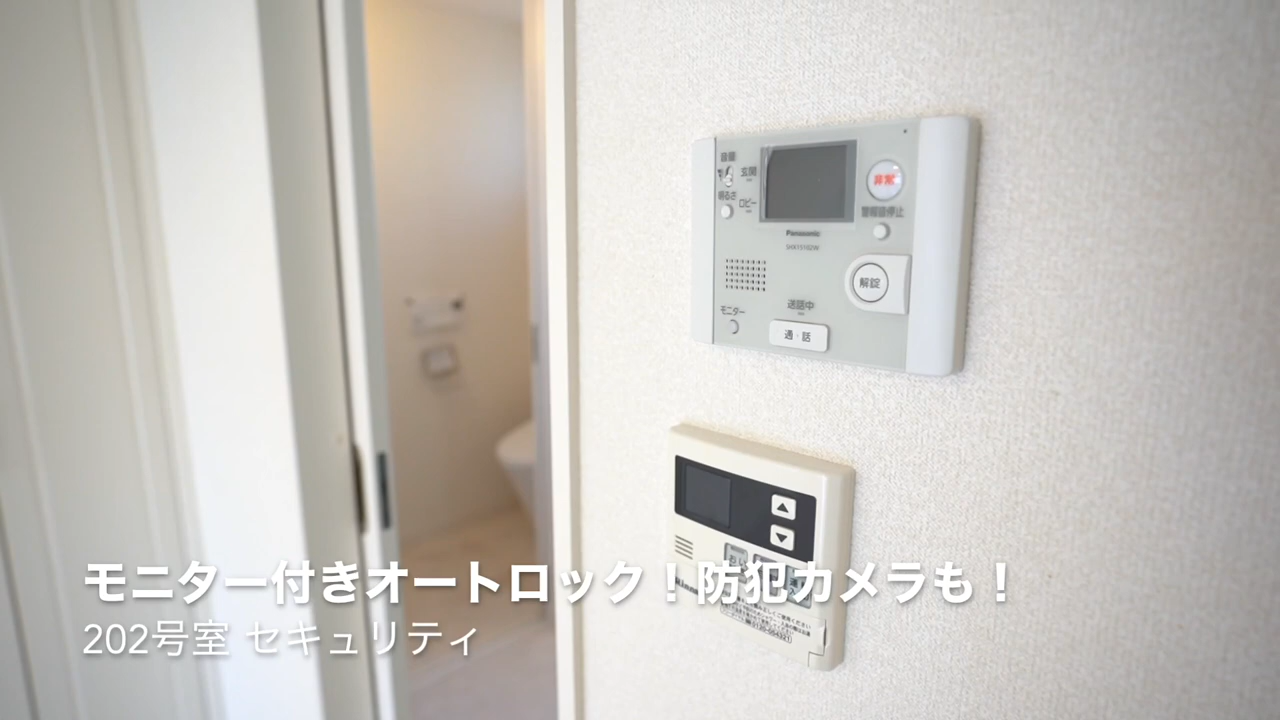 音量
玄関
非常
明るさ
ロビー
警報音停止
Panasonic
解錠
送話中
モニター
通・話
モニター付きオートロック！防犯カメラも！
202号室 セキュリティ